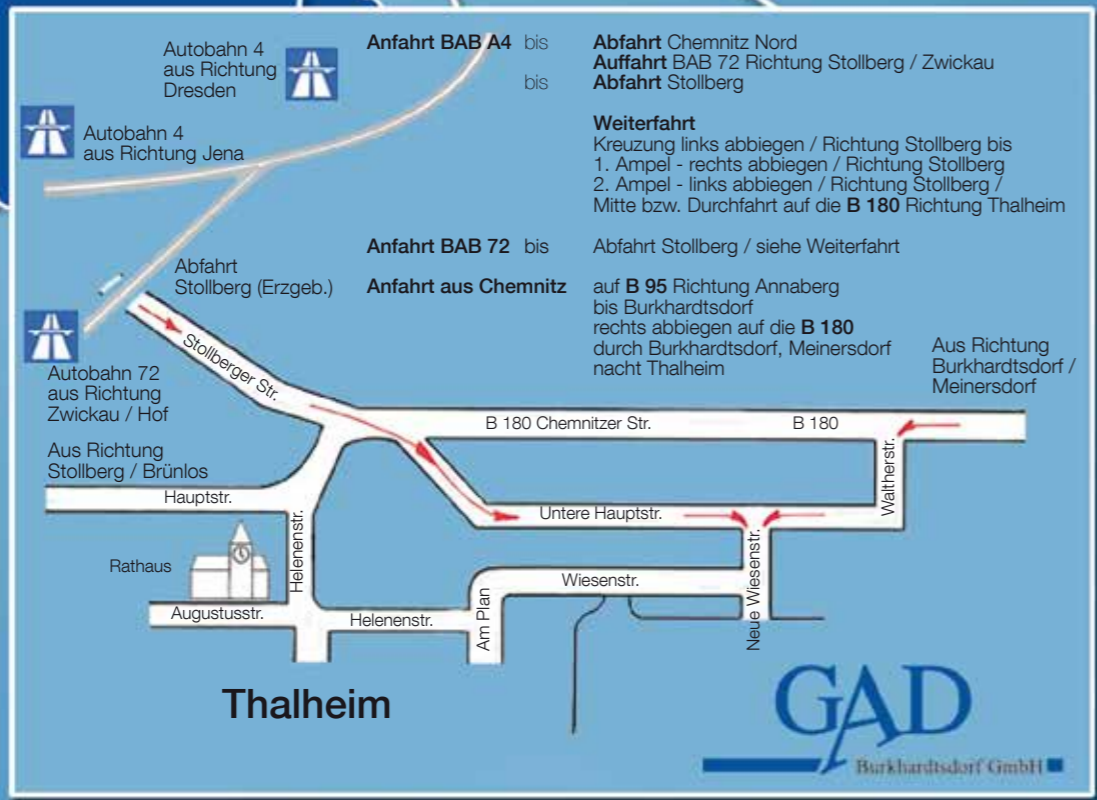 Autobahn 4
aus Richtung
Dresden
Autobahn 4
aus Richtung Jena
Anfahrt BAB A4 bis Abfahrt Chemnitz Nord
Auffahrt BAB 72 Richtung Stollberg / Zwickau
bis Abfahrt Stollberg
Weiterfahrt
Kreuzung links abbiegen / Richtung Stollberg bis
1. Ampel - rechts abbiegen / Richtung Stollberg
2. Ampel - links abbiegen / Richtung Stollberg /
Mitte bzw. Durchfahrt auf die B 180 Richtung Thalheim
Anfahrt BAB 72 bis Abfahrt Stollberg / siehe Weiterfahrt
Anfahrt aus Chemnitz auf B 95 Richtung Annaberg
bis Burkhardtsdorf
rechts abbiegen auf die B 180
durch Burkhardtsdorf, Meinersdorf
nacht Thalheim
Abfahrt
Stollberg (Erzgeb.)
Autobahn 72
aus Richtung
Zwickau / Hof
Aus Richtung
Stollberg / Brünlos
Aus Richtung
Burkhardtsdorf /
Meinersdorf
Stollberger Str.
B 180 Chemnitzer Str.
B 180
Waltherstr.
Hauptstr.
Untere Hauptstr.
Helenenstr.
Rathaus
Wiesenstr.
Neue Wiesenstr.
Augustusstr.
Helenenstr.
Am Plan
Thalheim
GAD
Burkhardtsdorf GmbH